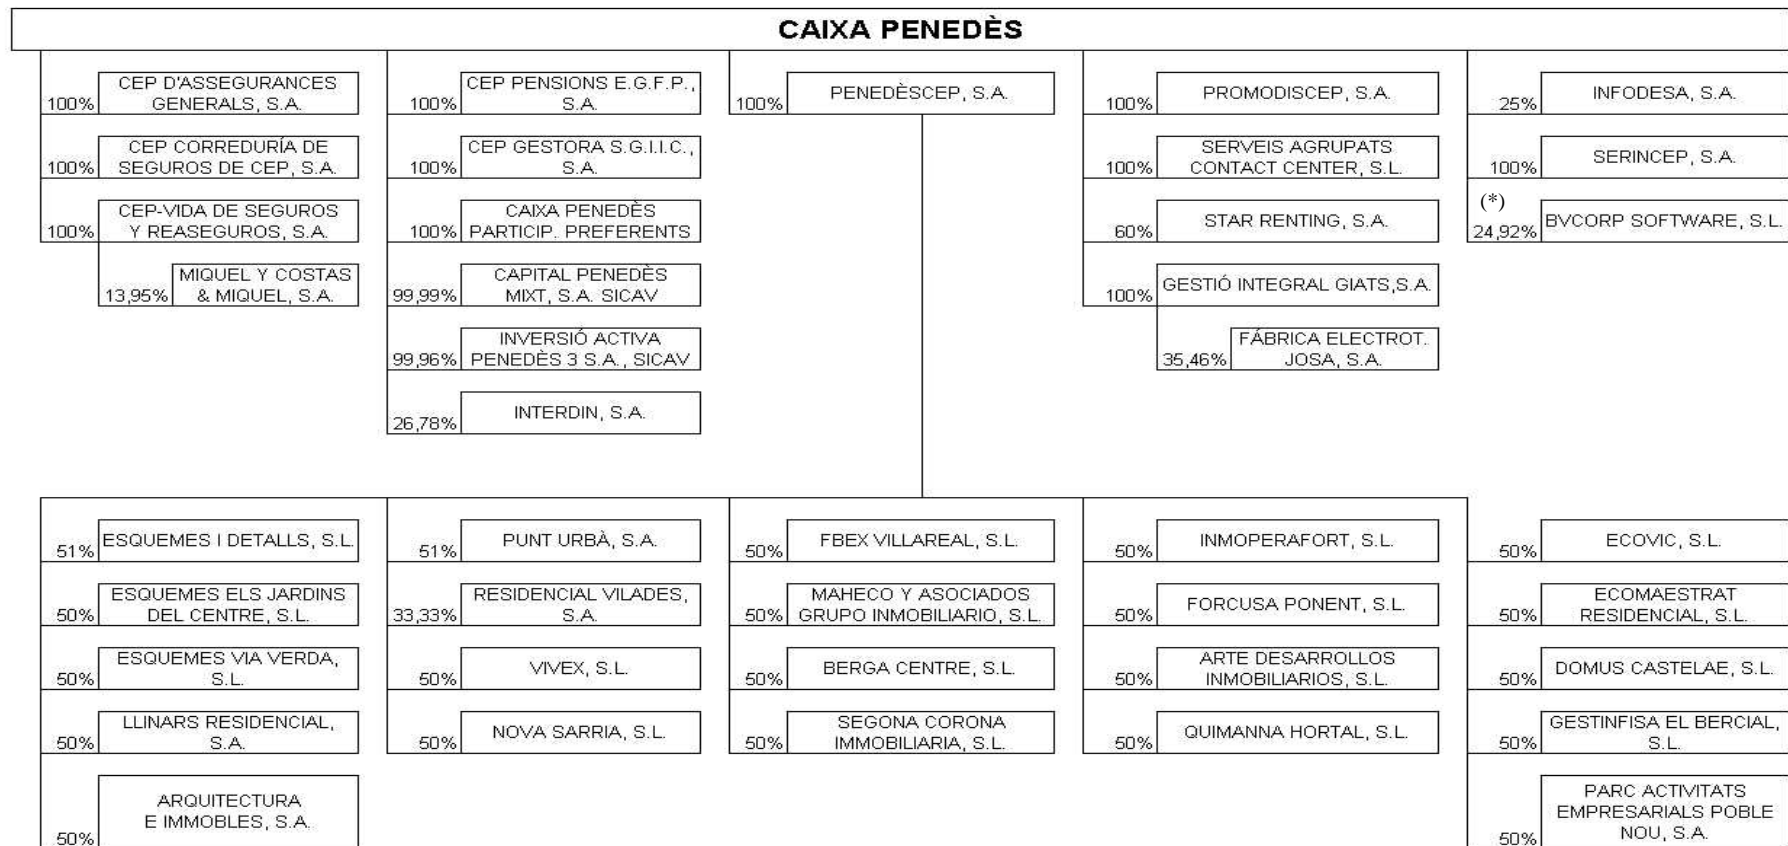 CAIXA PENEDÈS
100%
CEP D'ASSEGURANCES
GENERALS, S.A.
100%
CEP CORREDURÍA DE
SEGUROS DE CEP, S.A.
100%
CEP-VIDA DE SEGUROS
Y REASEGUROS, S.A.
13,95%
MIQUEL Y COSTAS
& MIQUEL, S.A.
100%
CEP PENSIONS E.G.F.P.,
S.A.
100%
CEP GESTORA S.G.I.I.C.,
S.A.
100%
CAIXA PENEDÈS
PARTICIP. PREFERENTS
99,99%
CAPITAL PENEDÈS
MIXT, S.A. SICAV
99,96%
INVERSIÓ ACTIVA
PENEDÈS 3 S.A., SICAV
26,78%
INTERDIN, S.A.
100%
PENEDÈSCEP, S.A.
100%
PROMODISCEP, S.A.
100%
SERVEIS AGRUPATS
CONTACT CENTER, S.L.
60%
STAR RENTING, S.A.
100%
GESTIÓ INTEGRAL GIATS,S.A.
35,46%
FÁBRICA ELECTROT.
JOSA, S.A.
25%
INFODESA, S.A.
100%
SERINCEP, S.A.
(*)
24,92%
BVCORP SOFTWARE, S.L.
51%
ESQUEMES I DETALLS, S.L.
50%
ESQUEMES ELS JARDINS
DEL CENTRE, S.L.
50%
ESQUEMES VIA VERDA,
S.L.
50%
LLINARS RESIDENCIAL,
S.A.
50%
ARQUITECTURA
E IMMOBLES, S.A.
51%
PUNT URBÀ, S.A.
33,33%
RESIDENCIAL VILADES,
S.A.
50%
VIVEX, S.L.
50%
NOVA SARRIA, S.L.
50%
FBEX VILLAREAL, S.L.
50%
MAHECO Y ASOCIADOS
GRUPO INMOBILIARIO, S.L.
50%
BERGA CENTRE, S.L.
50%
SEGONA CORONA
IMMOBILIARIA, S.L.
50%
INMOPERAFORT, S.L.
50%
FORCUSA PONENT, S.L.
50%
ARTE DESARROLLOS
INMOBILIARIOS, S.L.
50%
QUIMANNA HORTAL, S.L.
50%
ECOVIC, S.L.
50%
ECOMAESTRAT
RESIDENCIAL, S.L.
50%
DOMUS CASTELAE, S.L.
50%
GESTINFISA EL BERCIAL,
S.L.
50%
PARC ACTIVITATS
EMPRESARIALS POBLE
NOU, S.A.